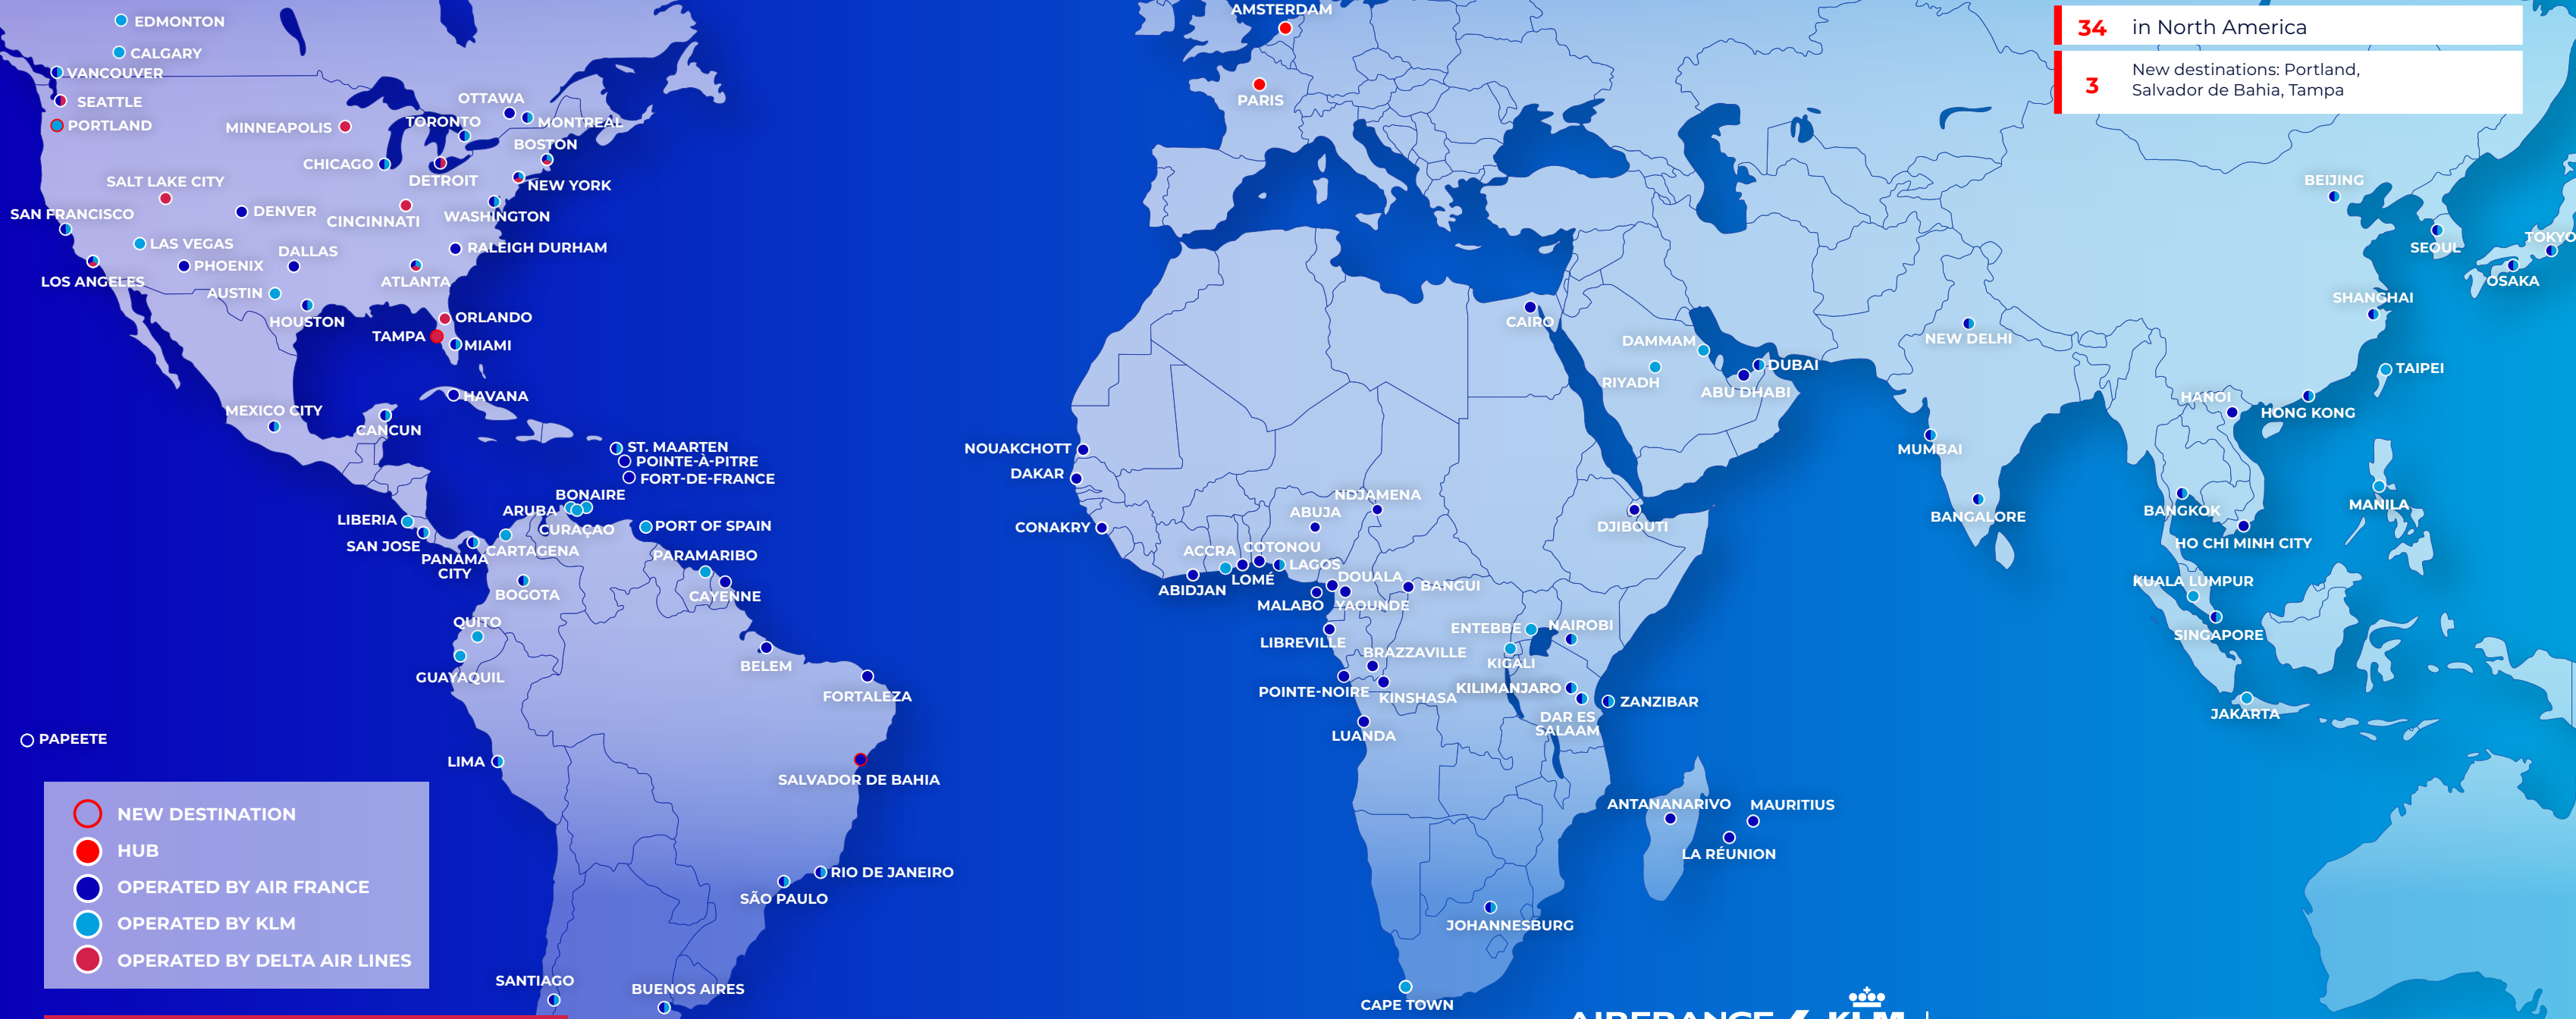 EDMONTON
CALGARY
VANCOUVER
SEATTLE
PORTLAND
MINNEAPOLIS
OTTAWA
TORONTO
MONTREAL
BOSTON
CHICAGO
DETROIT
NEW YORK
SALT LAKE CITY
SAN FRANCISCO
DENVER
CINCINNATI
WASHINGTON
LAS VEGAS
DALLAS
RALEIGH DURHAM
PHOENIX
LOS ANGELES
ATLANTA
AUSTIN
HOUSTON
ORLANDO
TAMPA
MIAMI
HAVANA
MEXICO CITY
CANCUN
ST. MAARTEN
POINTE-À-PITRE
FORT-DE-FRANCE
BONAIRE
ARUBA
CURAÇAO
LIBERIA
SAN JOSE
PANAMA
CITY
CARTAGENA
PORT OF SPAIN
PARAMARIBO
BOGOTA
CAYENNE
QUITO
GUAYAQUIL
BELEM
FORTALEZA
PAPEETE
LIMA
SALVADOR DE BAHIA
RIO DE JANEIRO
SÃO PAULO
SANTIAGO
BUENOS AIRES
NEW DESTINATION
HUB
OPERATED BY AIR FRANCE
OPERATED BY KLM
OPERATED BY DELTA AIR LINES
AMSTERDAM
PARIS
CAIRO
DAMMAM
RIYADH
DUBAI
ABU DHABI
NOUAKCHOTT
DAKAR
CONAKRY
NDJAMENA
ABUJA
DJIBOUTI
ACCRA
COTONOU
LAGOS
ABIDJAN
LOMÉ
DOUALA
BANGUI
MALABO
YAOUNDE
LIBREVILLE
ENTEBBE
NAIROBI
BRAZZAVILLE
KIGALI
POINTE-NOIRE
KINSHASA
KILIMANJARO
ZANZIBAR
DAR ES
SALAAM
LUANDA
ANTANANARIVO
MAURITIUS
LA RÉUNION
JOHANNESBURG
CAPE TOWN
34 in North America
3 New destinations: Portland,
Salvador de Bahia, Tampa
BEIJING
SEOUL
TOKYO
OSAKA
SHANGHAI
NEW DELHI
TAIPEI
HANOI
HONG KONG
MUMBAI
BANGALORE
BANGKOK
MANILA
HO CHI MINH CITY
KUALA LUMPUR
SINGAPORE
JAKARTA
AIRFRANCE KLM